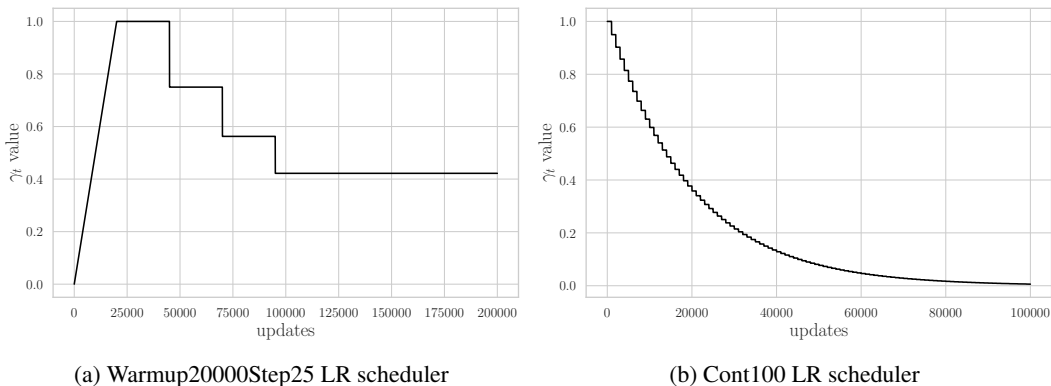 1.0
0.8
0.6
0.4
0.2
0.0
γt value
0 25000 50000 75000 100000 125000 150000 175000 200000
updates
(a) Warmup20000Step25 LR scheduler
1.0
0.8
0.6
0.4
0.2
0.0
γt value
0 20000 40000 60000 80000 100000
updates
(b) Cont100 LR scheduler